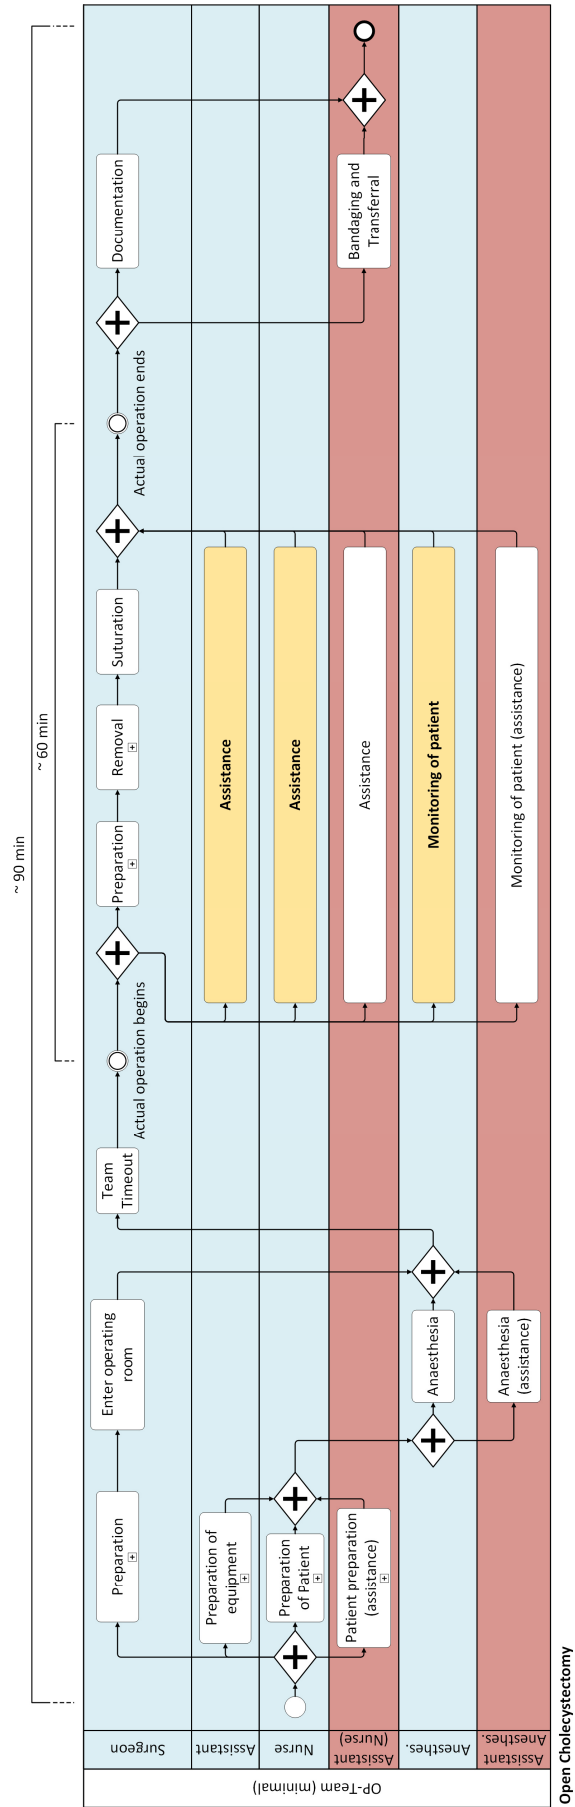 ~ 90 min
~ 60 min
OP-Team (minimal)
Surgeon
Assistant
Nurse
Assistant
(Nurse)
Anesthes.
Assistant
Anesthes.
Preparation
Enter operating
room
Team
Timeout
Actual operation begins
Preparation
Removal
Suturation
Actual operation ends
Documentation
Preparation of
equipment
Assistance
Preparation
of Patient
Assistance
Patient preparation
(assistance)
Assistance
Bandaging and
Transferral
Anaesthesia
Monitoring of patient
Anaesthesia
(assistance)
Monitoring of patient (assistance)
Open Cholecystectomy